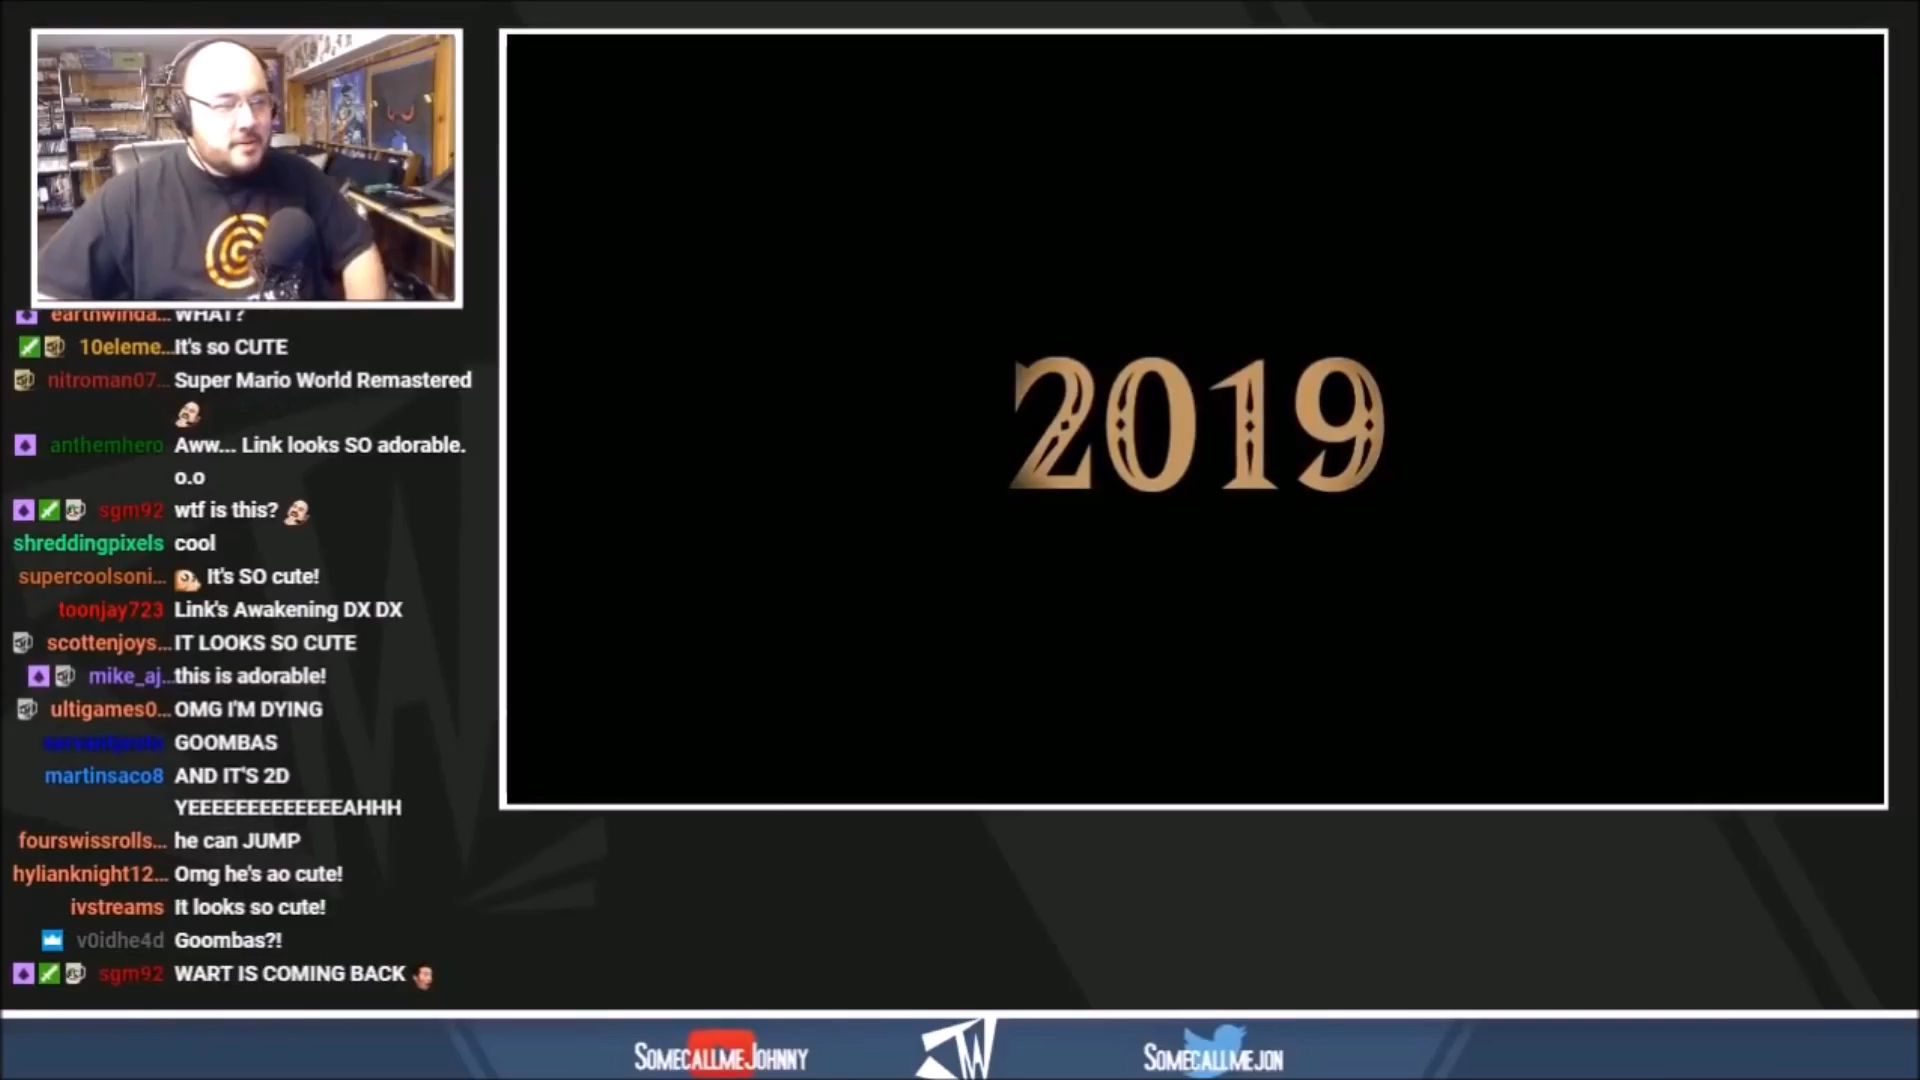 earthwinda... WHAT?
10eleme... It's so CUTE
nitroman07... Super Mario World Remastered
anthemhero Aww... Link looks SO adorable.
o.o
sgm92 wtf is this?
shreddingpixels cool
supercoolsoni... It's SO cute!
toonjay723 Link's Awakening DX DX
scottenjoys... IT LOOKS SO CUTE
mike_aj... this is adorable!
ultigames0... OMG I'M DYING
GOOMBAS
martinsaco8 AND IT'S 2D
YEEEEEEEEEEEEEAHHH
fourswissrolls... he can JUMP
hylianknight12... Omg he's ao cute!
ivstreams It looks so cute!
v0idhe4d Goombas?!
sgm92 WART IS COMING BACK
2019
SOMECALLMEJOHNNY
SOMECALLMEJON